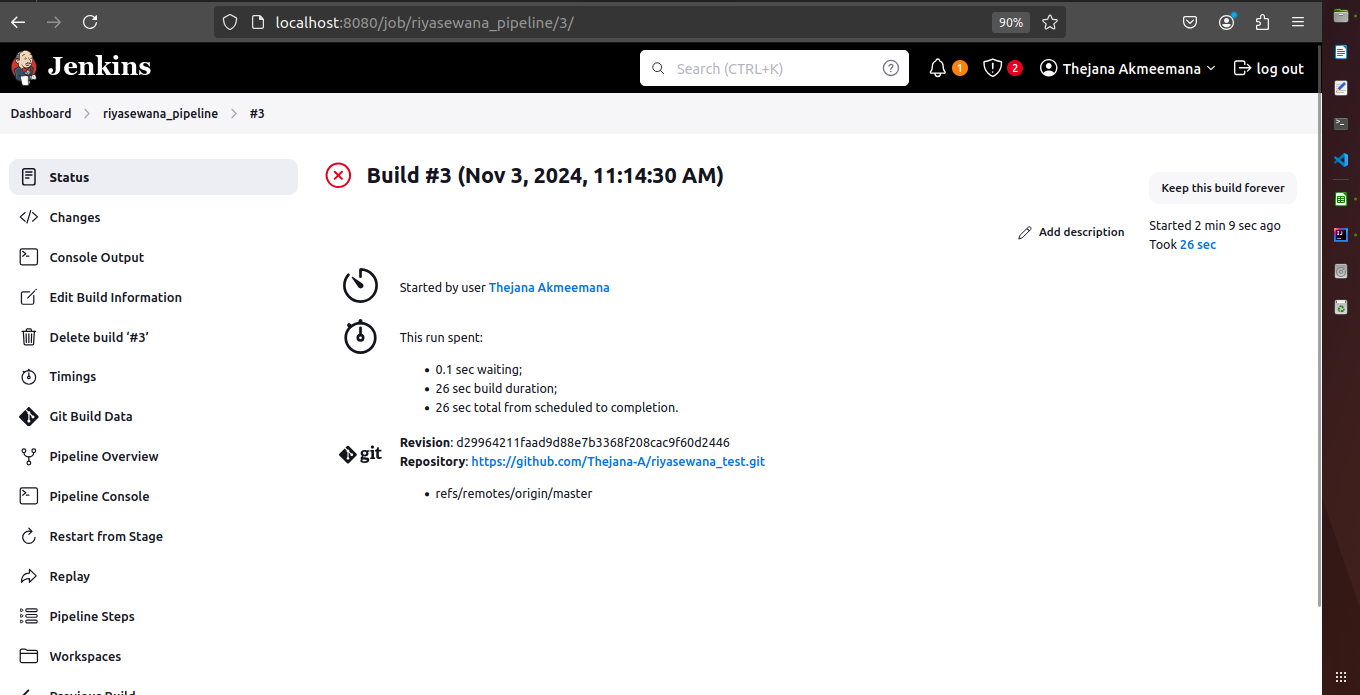 localhost:8080/job/riyasewana_pipeline/3/
90%
Jenkins
Search (CTRL+K)
1
2
Thejana Akmeemana
log out
Dashboard
riyasewana_pipeline
#3
Status
Changes
Console Output
Edit Build Information
Delete build ‘#3’
Timings
Git Build Data
Pipeline Overview
Pipeline Console
Restart from Stage
Replay
Pipeline Steps
Workspaces
Previous Build
Build #3 (Nov 3, 2024, 11:14:30 AM)
Keep this build forever
Add description
Started 2 min 9 sec ago
Took 26 sec
Started by user Thejana Akmeemana
This run spent:
0.1 sec waiting;
26 sec build duration;
26 sec total from scheduled to completion.
git
Revision: d29964211faad9d88e7b3368f208cac9f60d2446
Repository: https://github.com/Thejana-A/riyasewana_test.git
refs/remotes/origin/master